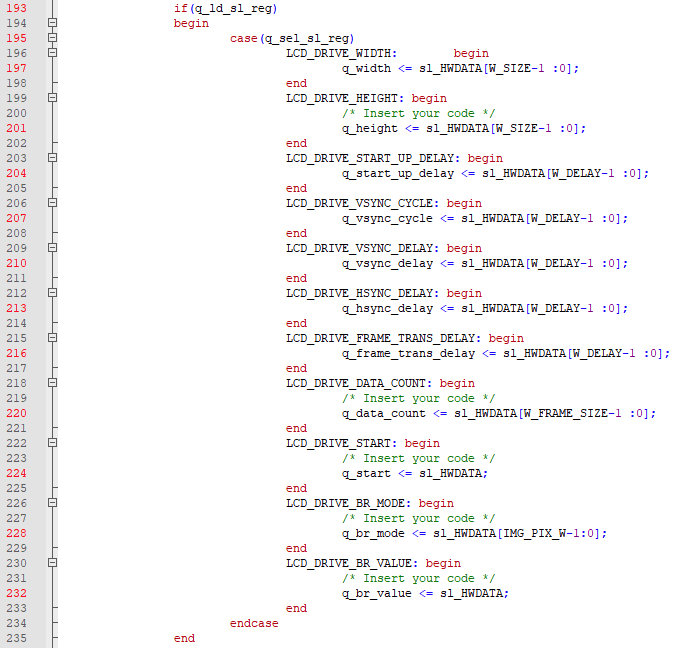 193 if(q_ld_sl_reg)
194 begin
195 case(q_sel_sl_reg)
196 LCD_DRIVE_WIDTH: begin
197 q_width <= sl_HWDATA[W_SIZE-1 :0];
198 end
199 LCD_DRIVE_HEIGHT: begin
200 /* Insert your code */
201 q_height <= sl_HWDATA[W_SIZE-1 :0];
202 end
203 LCD_DRIVE_START_UP_DELAY: begin
204 q_start_up_delay <= sl_HWDATA[W_DELAY-1 :0];
205 end
206 LCD_DRIVE_VSYNC_CYCLE: begin
207 q_vsync_cycle <= sl_HWDATA[W_DELAY-1 :0];
208 end
209 LCD_DRIVE_VSYNC_DELAY: begin
210 q_vsync_delay <= sl_HWDATA[W_DELAY-1 :0];
211 end
212 LCD_DRIVE_HSYNC_DELAY: begin
213 q_hsync_delay <= sl_HWDATA[W_DELAY-1 :0];
214 end
215 LCD_DRIVE_FRAME_TRANS_DELAY: begin
216 q_frame_trans_delay <= sl_HWDATA[W_DELAY-1 :0];
217 end
218 LCD_DRIVE_DATA_COUNT: begin
219 /* Insert your code */
220 q_data_count <= sl_HWDATA[W_FRAME_SIZE-1 :0];
221 end
222 LCD_DRIVE_START: begin
223 /* Insert your code */
224 q_start <= sl_HWDATA;
225 end
226 LCD_DRIVE_BR_MODE: begin
227 /* Insert your code */
228 q_br_mode <= sl_HWDATA[IMG_PIX_W-1:0];
229 end
230 LCD_DRIVE_BR_VALUE: begin
231 /* Insert your code */
232 q_br_value <= sl_HWDATA;
233 end
234 endcase
235 end